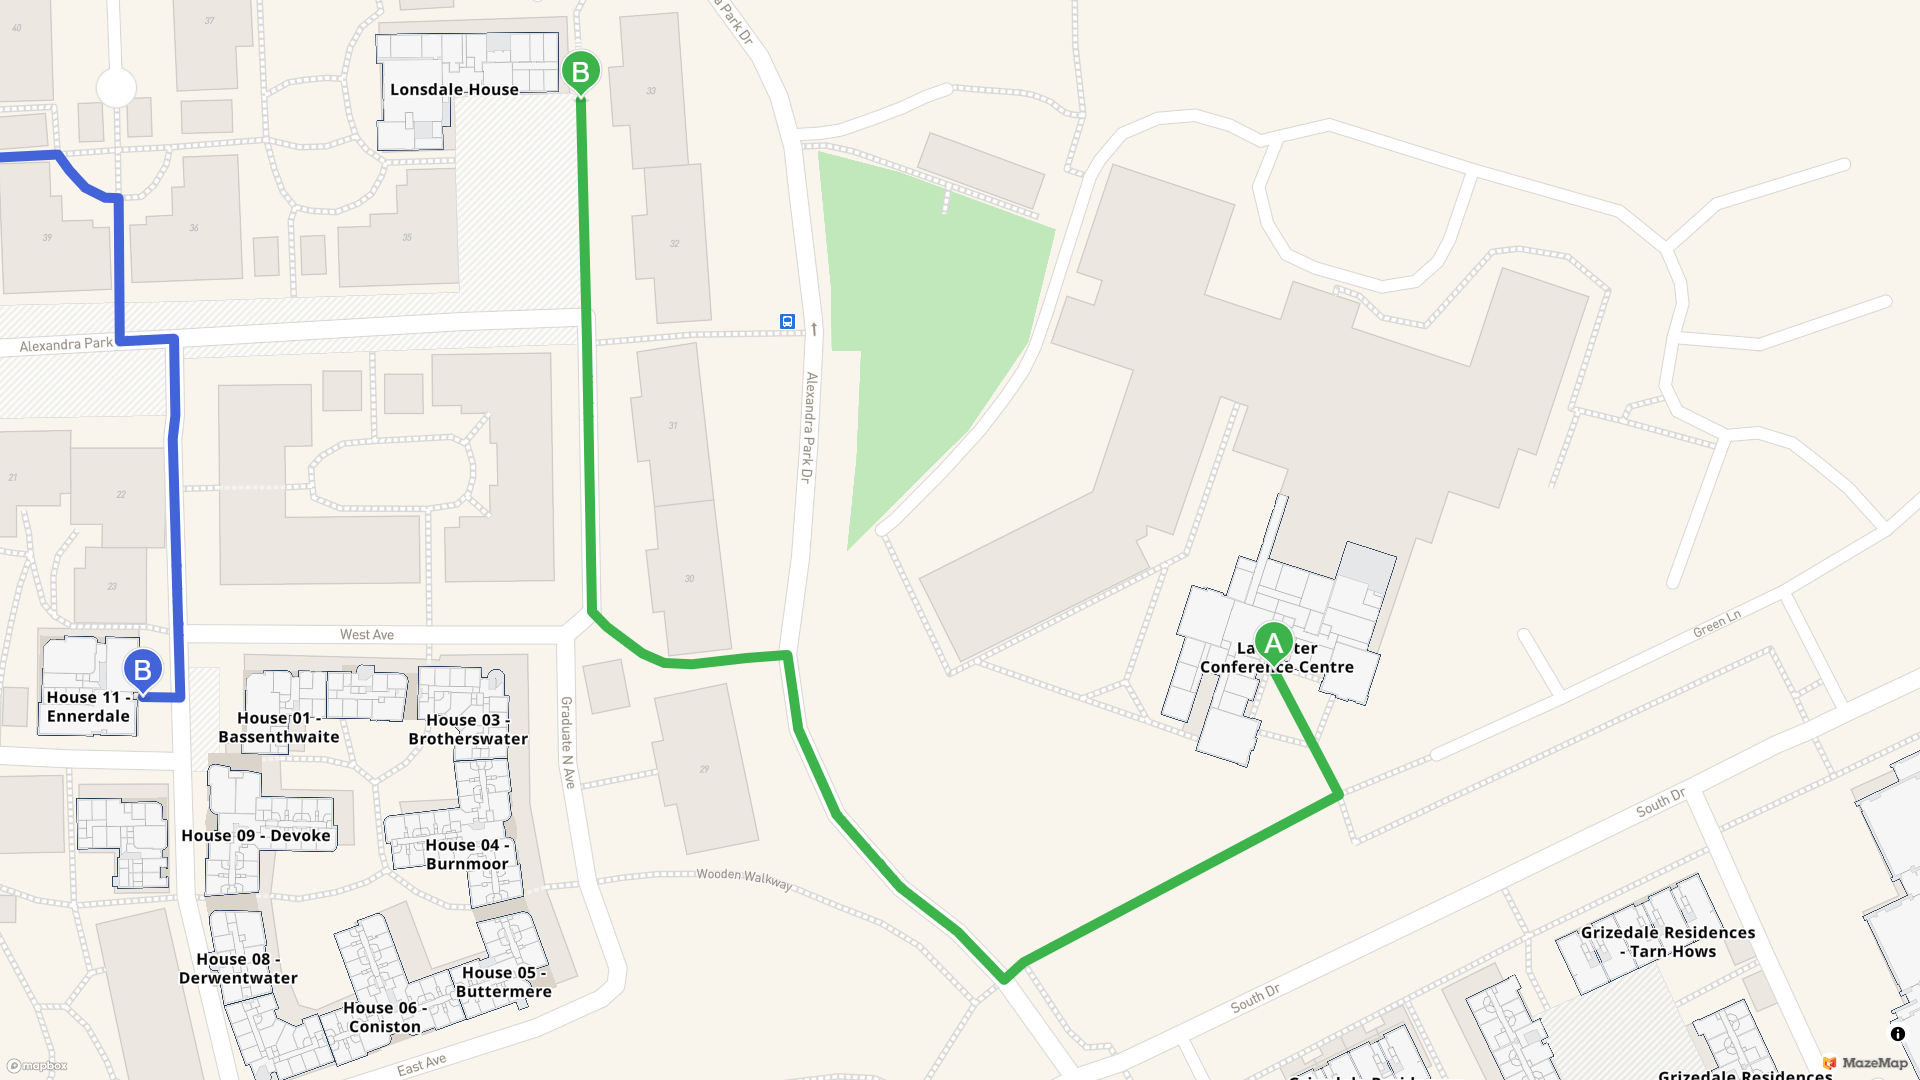 40
37
a Park Dr
B
Lonsdale House
33
39
36
35
32
Alexandra Park
Alexandra Park Dr
31
21
22
30
23
West Ave
B
House 11 -
Ennerdale
House 01 -
Bassenthwaite
House 03 -
Brotherswater
Graduate N Ave
29
A
Conference Centre
Green Ln
South Dr
House 09 - Devoke
House 04 -
Burnmoor
Wooden Walkway
House 08 -
Derwentwater
House 05 -
Buttermere
House 06 -
Coniston
East Ave
South Dr
Grizedale Residences
- Tarn Hows
Grizedale Residences
mapbox
MazeMap